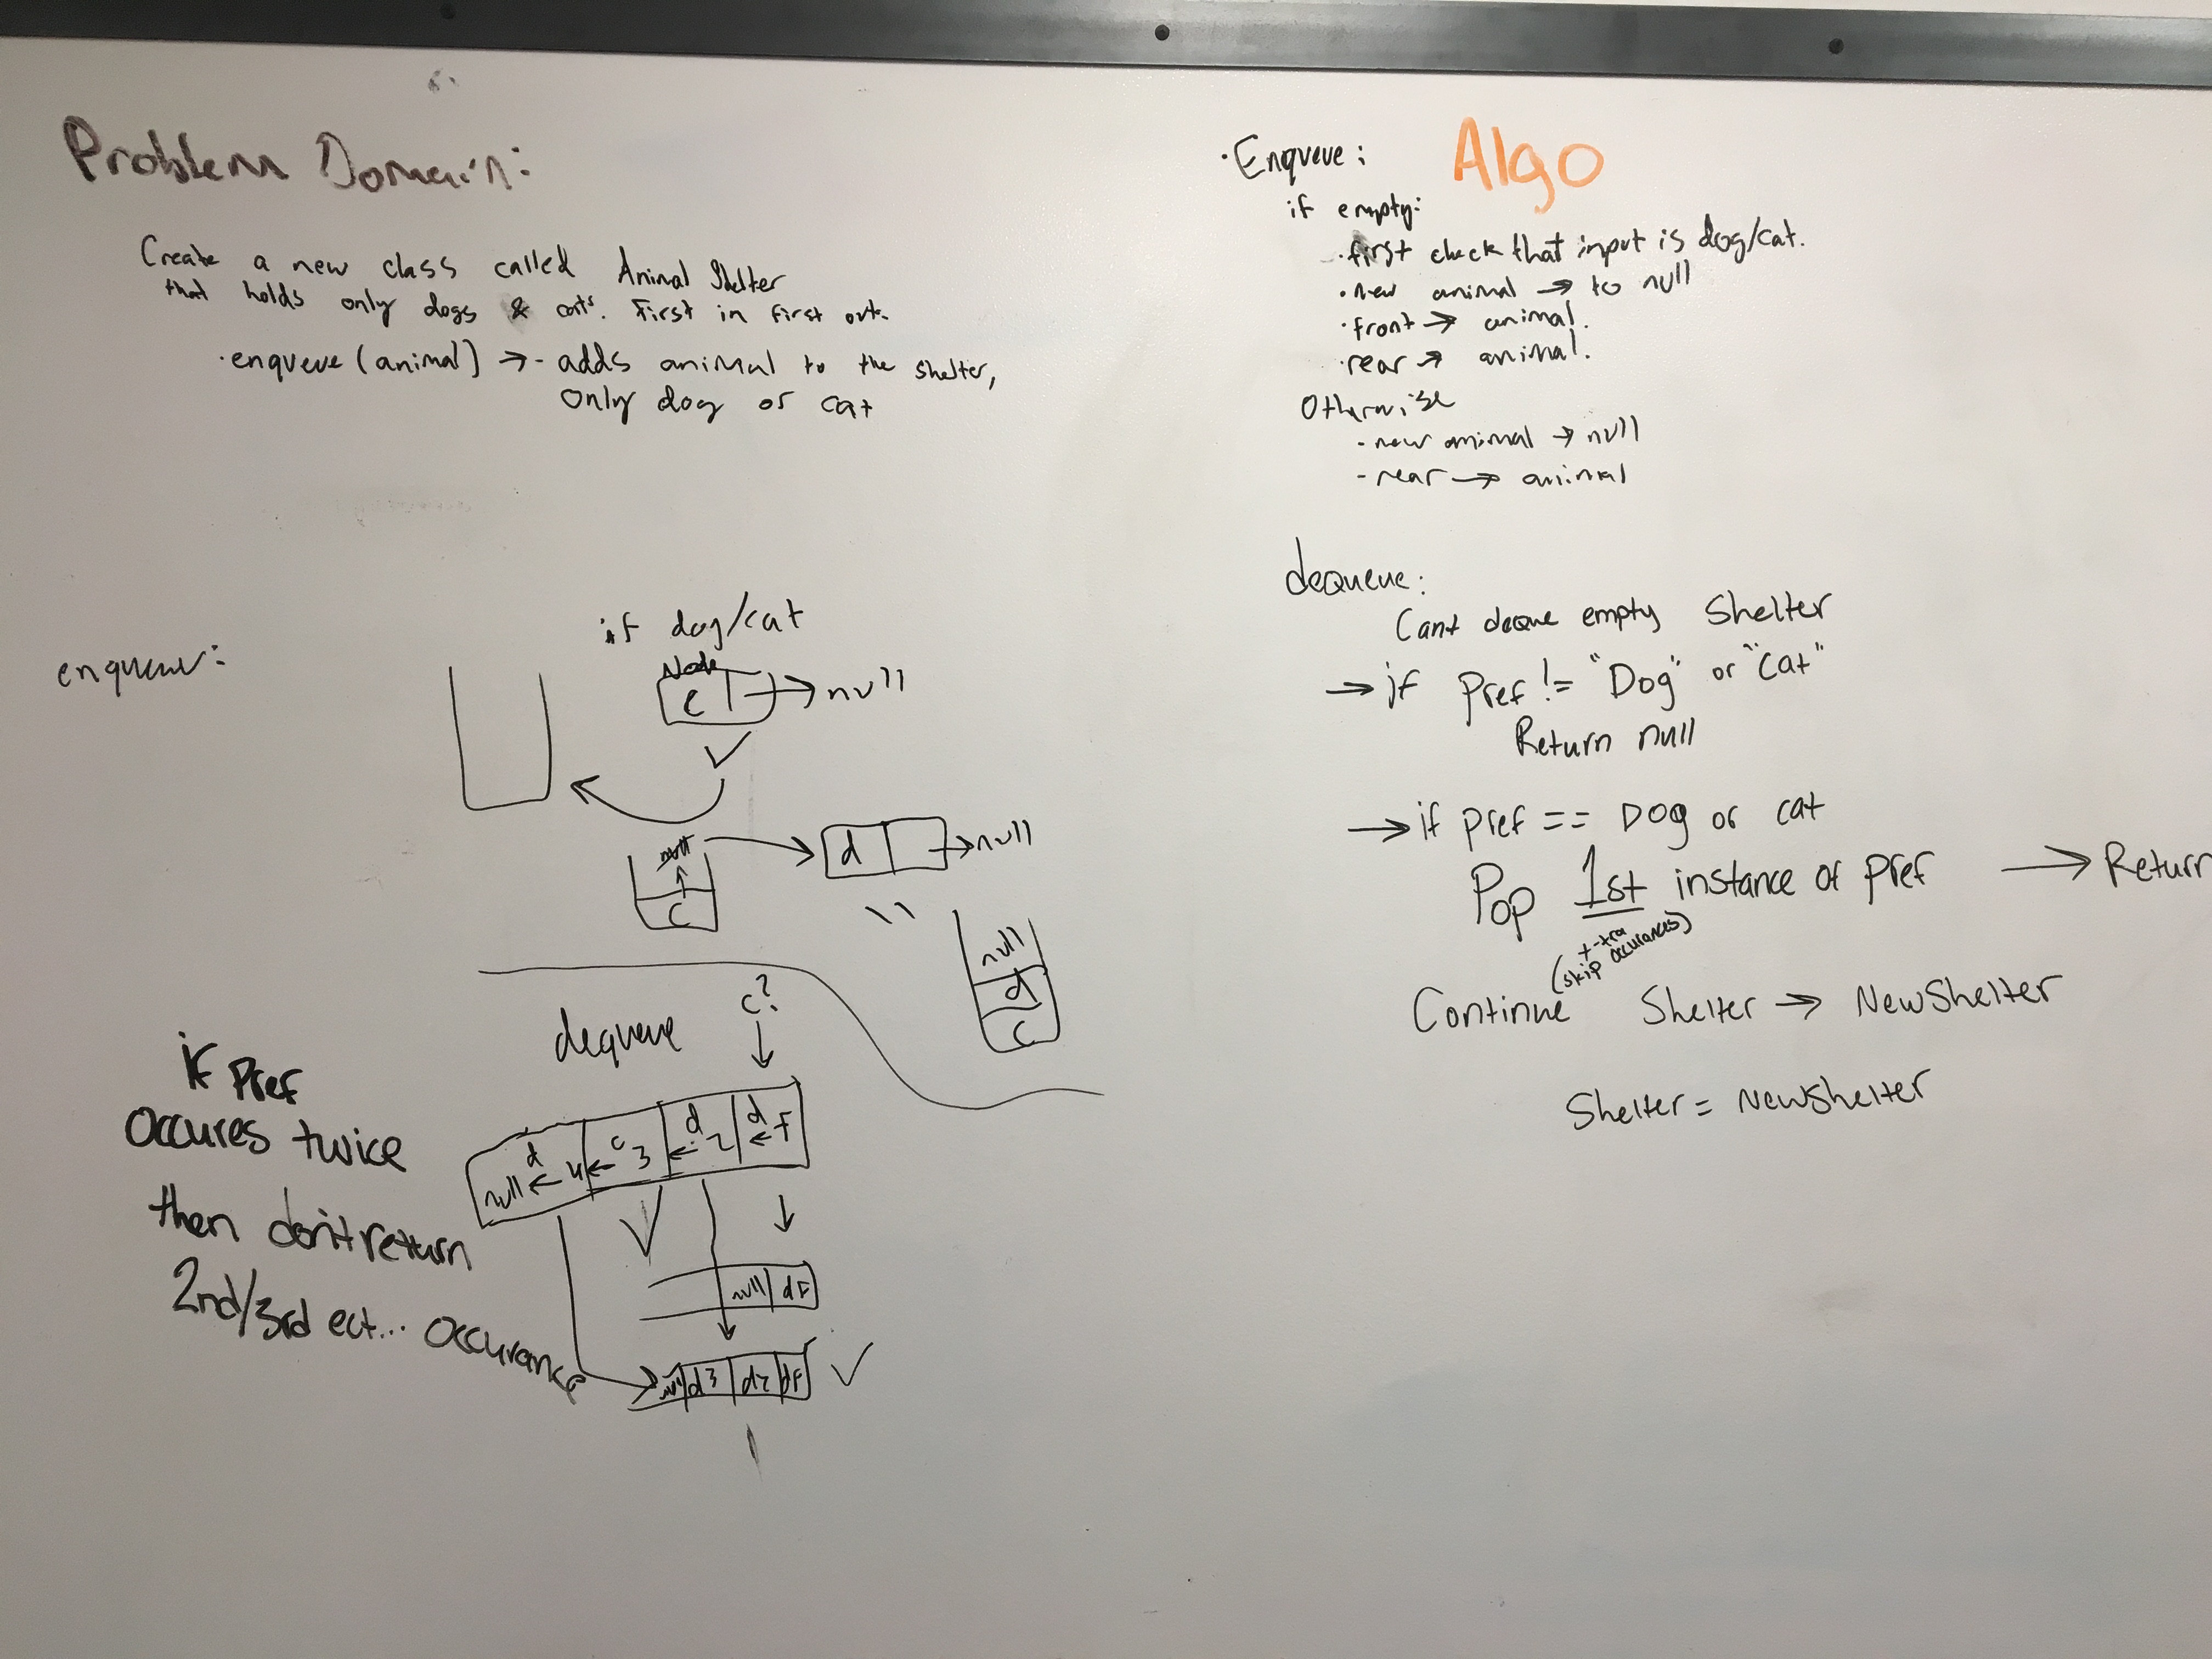 Problem Domain:
Create a new class called Animal Shelter
that holds only dogs & cats. First in first out.
· enqueue (animal) → - adds animal to the shelter,
only dog or cat
enqueue:
if dog/cat
Node
c → null
null
c
d → null
null
d
c
dequeue
c?
d c d d
null ← 4 ← 3 ← 2 ← F
null dF
null d3 d2 dF
if Pref
Occures twice
then don't return
2nd/3rd ect... Occurance
Algo
· Enqueue:
if empty:
· first check that input is dog/cat.
· new animal → to null
· front → animal.
· rear → animal.
Otherwise
- new animal → null
- rear → animal
dequeue:
Cant deque empty Shelter
→ if Pref != "Dog" or "Cat"
Return null
→ if pref == Dog or cat
Pop 1st instance of Pref → Return
(skip occurances)
Continue Shelter → NewShelter
Shelter = NewShelter